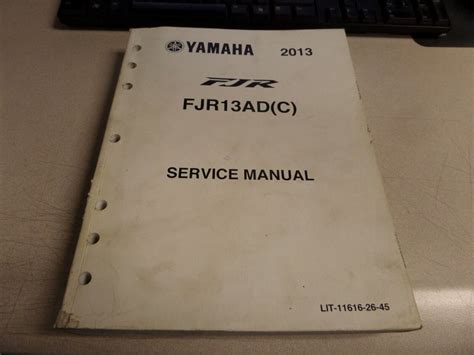 YAMAHA 2013
FJR
FJR13AD(C)
SERVICE MANUAL
LIT-11616-26-45